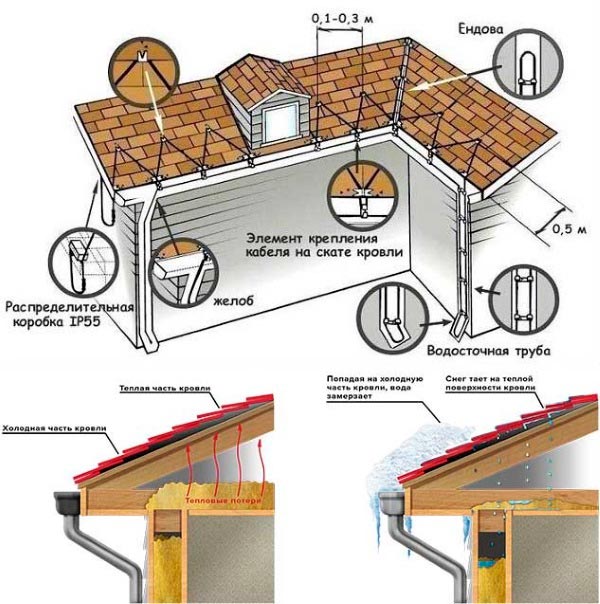 0,1-0,3 м
Ендова
0,5 м
Элемент крепления
кабеля на скате кровли
Распределительная
коробка IP55
желоб
Водосточная труба
Теплая часть кровли
Холодная часть кровли
Тепловые потери
Попадая на холодную
часть кровли, вода
замерзает
Снег тает на теплой
поверхности кровли